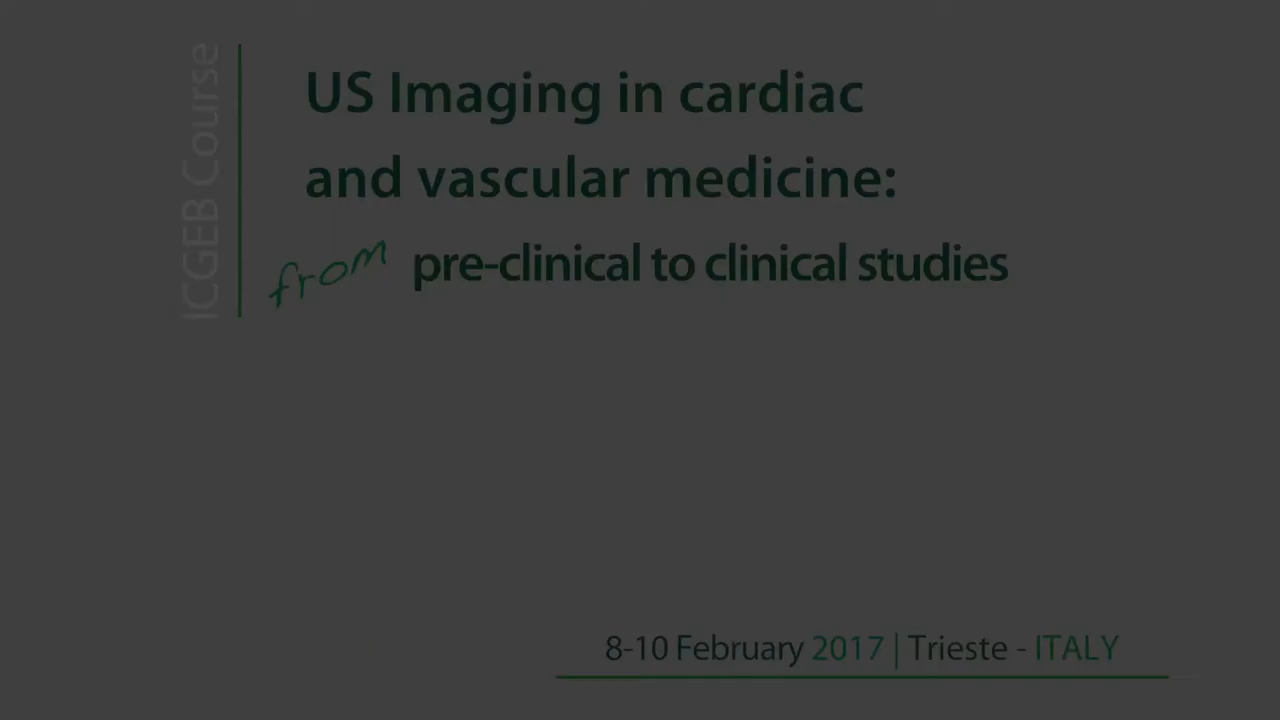 ICGEB Course
US Imaging in cardiac
and vascular medicine:
from pre-clinical to clinical studies
8-10 February 2017 | Trieste - ITALY